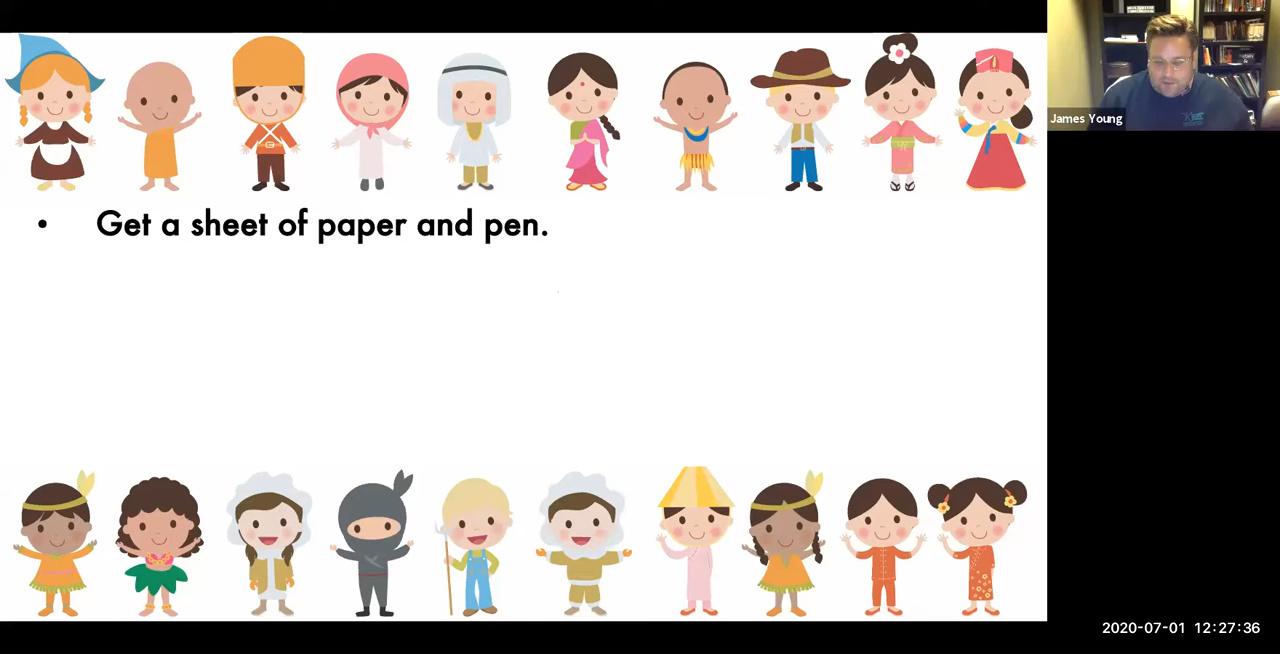 James Young
• Get a sheet of paper and pen.
2020-07-01 12:27:36